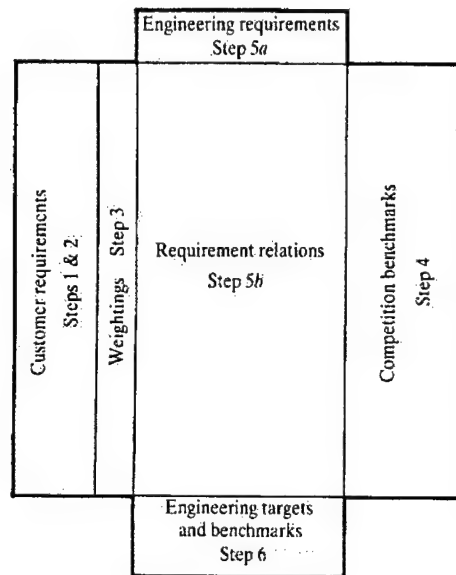 Engineering requirements
Step 5a
Customer requirements
Steps 1 & 2
Weightings Step 3
Requirement relations
Step 5b
Competition benchmarks
Step 4
Engineering targets
and benchmarks
Step 6